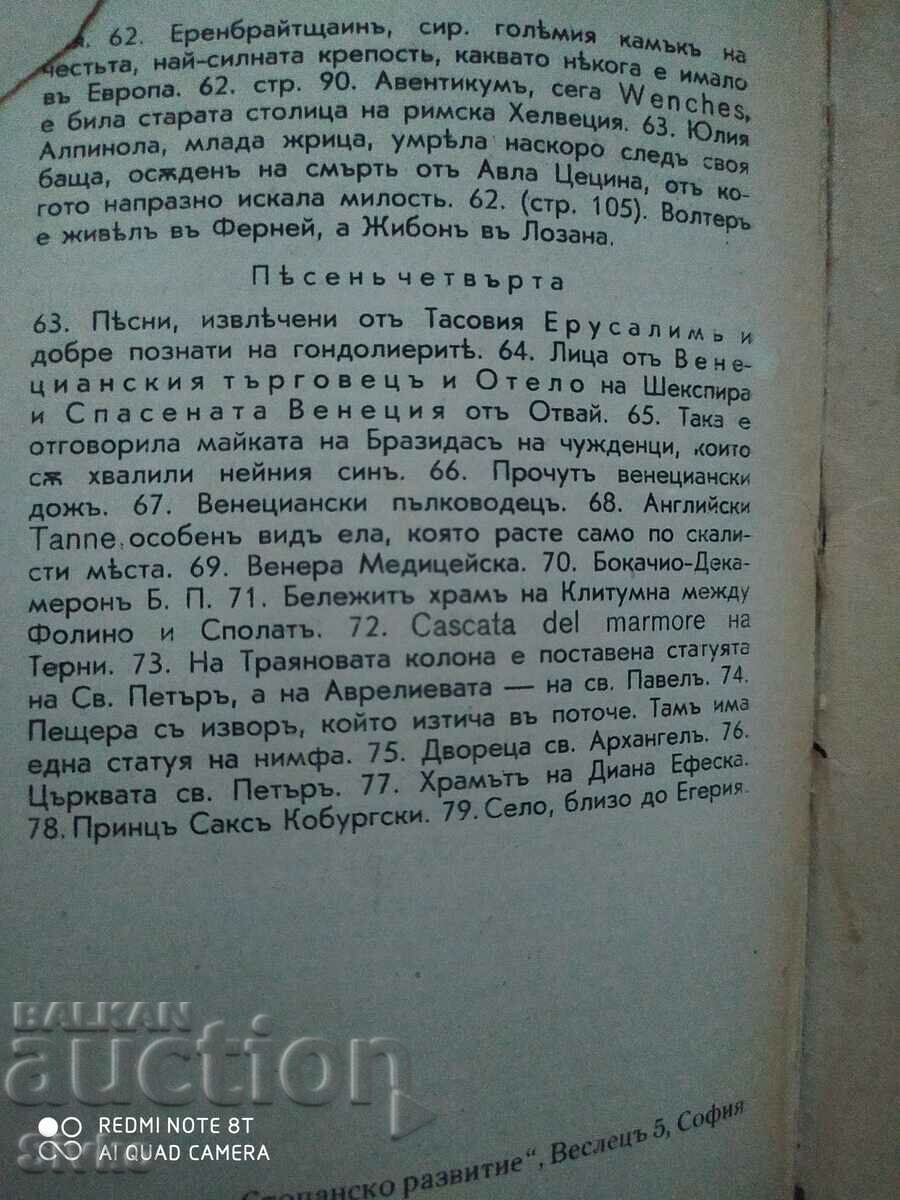 62. Еренбрайтщаинъ, сир. голѣмия камъкъ на
честьта, най-силната крепость, каквато нѣкога е имало
въ Европа. 62. стр. 90. Авентикумъ, сега Wenches,
е била старата столица на римска Хелвеция. 63. Юлия
Алпинола, млада жрица, умрѣла наскоро следъ своя
баща, осѫденъ на смърть отъ Авла Цецина, отъ ко-
гото напразно искала милость. 62. (стр. 105). Волтеръ
е живѣлъ въ Ферней, а Жибонъ въ Лозана.
Пѣсень четвърта
63. Пѣсни, извлѣчени отъ Тасовия Ерусалимъ и
добре познати на гондолиеритѣ. 64. Лица отъ Вене-
циански я търговецъ и Отело на Шекспира
и Спасената Венеция отъ Отвай. 65. Така е
отговорила майката на Бразидасъ на чужденци, които
сѫ хвалили нейния синъ. 66. Прочутъ венециански
дожъ. 67. Венециански пълководецъ. 68. Английски
Tanne, особенъ видъ ела, която расте само по скали-
сти мѣста. 69. Венера Медицейска. 70. Бокачио-Дека-
меронъ Б. П. 71. Бележитъ храмъ на Клитумна между
Фолино и Сполатъ. 72. Cascata del marmore на
Терни. 73. На Траяновата колона е поставена статуята
на Св. Петъръ, а на Аврелиевата — на св. Павелъ. 74.
Пещера съ изворъ, който изтича въ поточе. Тамъ има
една статуя на нимфа. 75. Двореца св. Архангелъ. 76.
Църквата св. Петъръ. 77. Храмътъ на Диана Ефеска.
78. Принцъ Саксъ Кобургски. 79. Село, близо до Егерия.
BALKAN
auction
REDMI NOTE 8T
AI QUAD CAMERA
Стопанско развитие“, Веслецъ 5, София